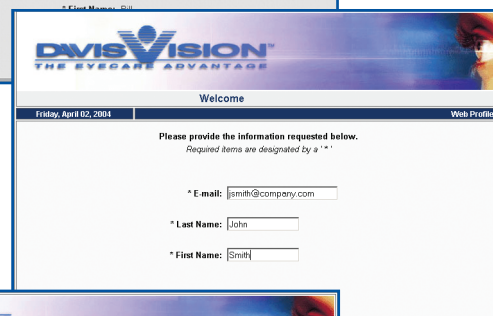 * First Name: Bill
DAVIS VISION™
THE EYECARE ADVANTAGE
Welcome
Friday, April 02, 2004
Web Profile
Please provide the information requested below.
Required items are designated by a '*'
* E-mail: jsmith@company.com
* Last Name: John
* First Name: Smith